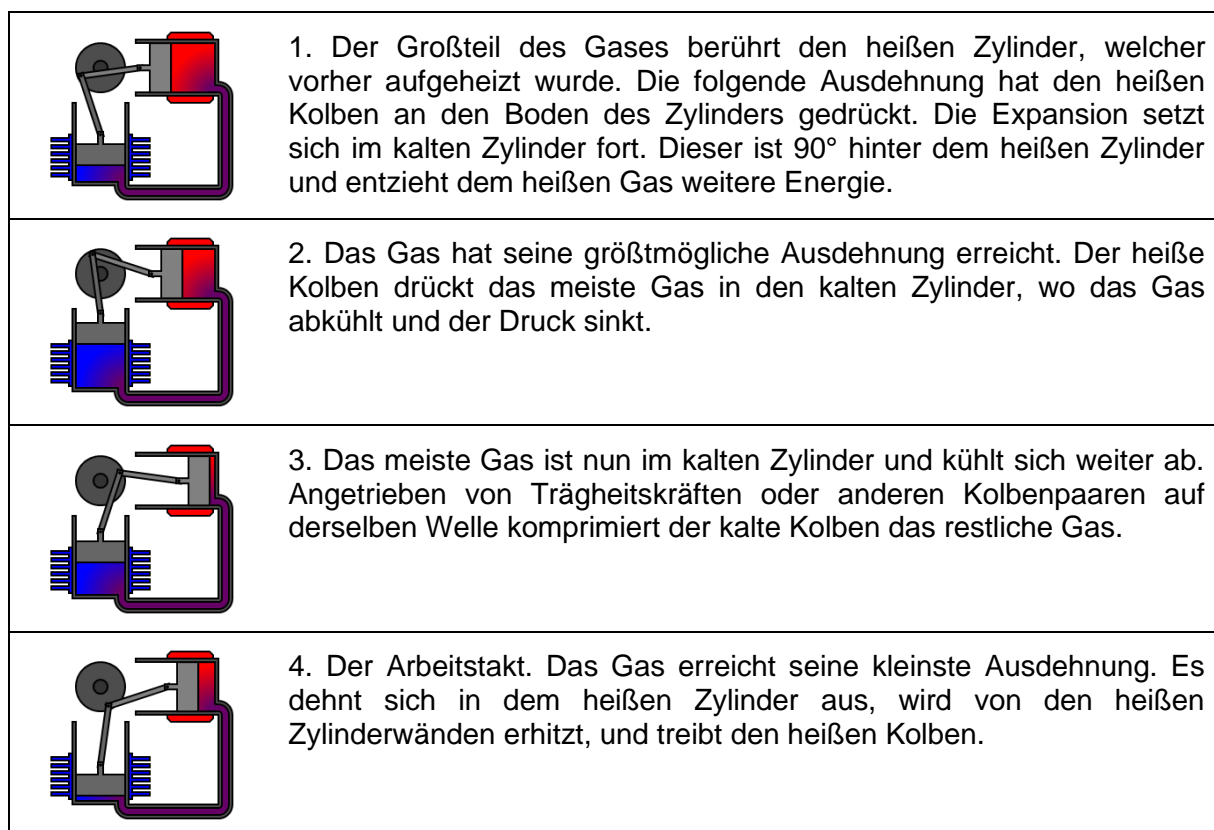 1. Der Großteil des Gases berührt den heißen Zylinder, welcher
vorher aufgeheizt wurde. Die folgende Ausdehnung hat den heißen
Kolben an den Boden des Zylinders gedrückt. Die Expansion setzt
sich im kalten Zylinder fort. Dieser ist 90° hinter dem heißen Zylinder
und entzieht dem heißen Gas weitere Energie.
2. Das Gas hat seine größtmögliche Ausdehnung erreicht. Der heiße
Kolben drückt das meiste Gas in den kalten Zylinder, wo das Gas
abkühlt und der Druck sinkt.
3. Das meiste Gas ist nun im kalten Zylinder und kühlt sich weiter ab.
Angetrieben von Trägheitskräften oder anderen Kolbenpaaren auf
derselben Welle komprimiert der kalte Kolben das restliche Gas.
4. Der Arbeitstakt. Das Gas erreicht seine kleinste Ausdehnung. Es
dehnt sich in dem heißen Zylinder aus, wird von den heißen
Zylinderwänden erhitzt, und treibt den heißen Kolben.